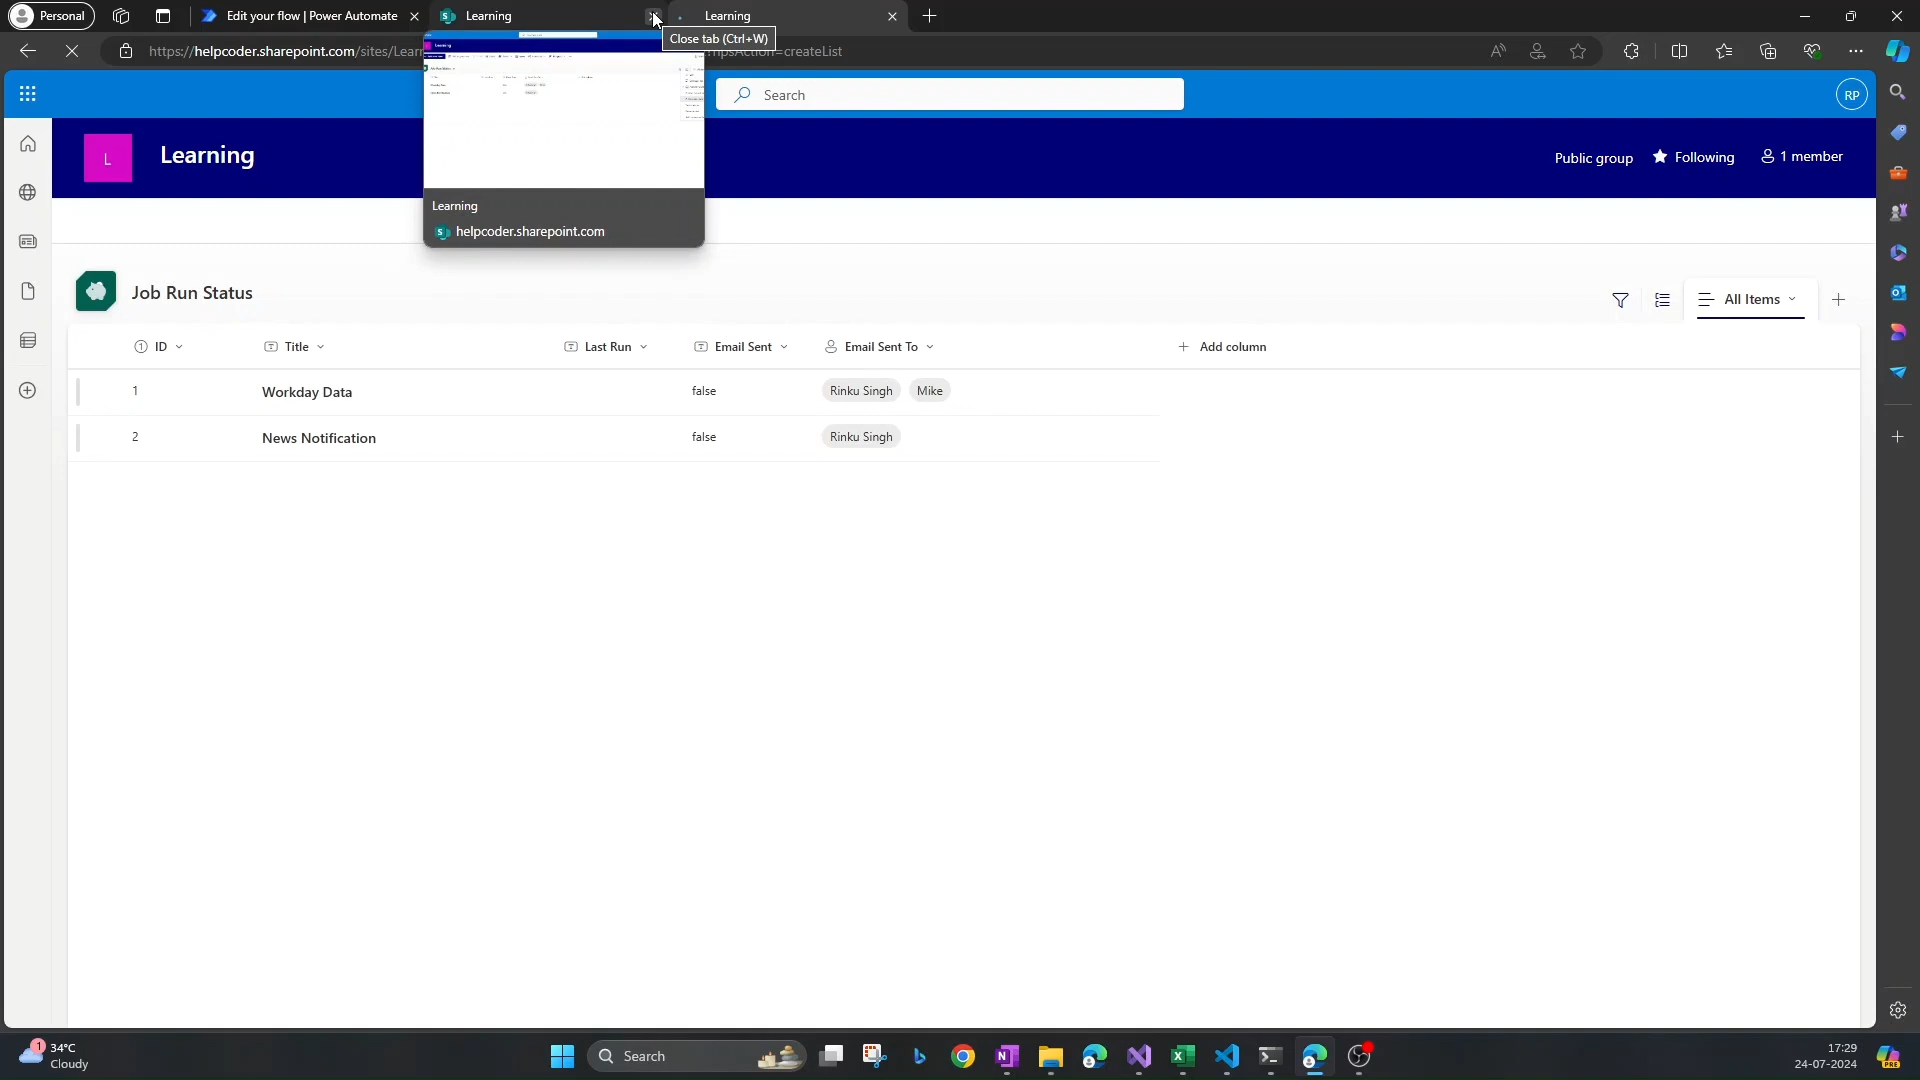 Personal
Edit your flow | Power Automate
Learning
Learning
Close tab (Ctrl+W)
https://helpcoder.sharepoint.com/sites/Lear
npsAction=createList
Search
RP
L
Learning
Public group
Following
1 member
Learning
helpcoder.sharepoint.com
Job Run Status
All Items
ID
Title
Last Run
Email Sent
Email Sent To
Add column
1
Workday Data
false
Rinku Singh
Mike
2
News Notification
false
Rinku Singh
1
34°C
Cloudy
Search
17:29
24-07-2024